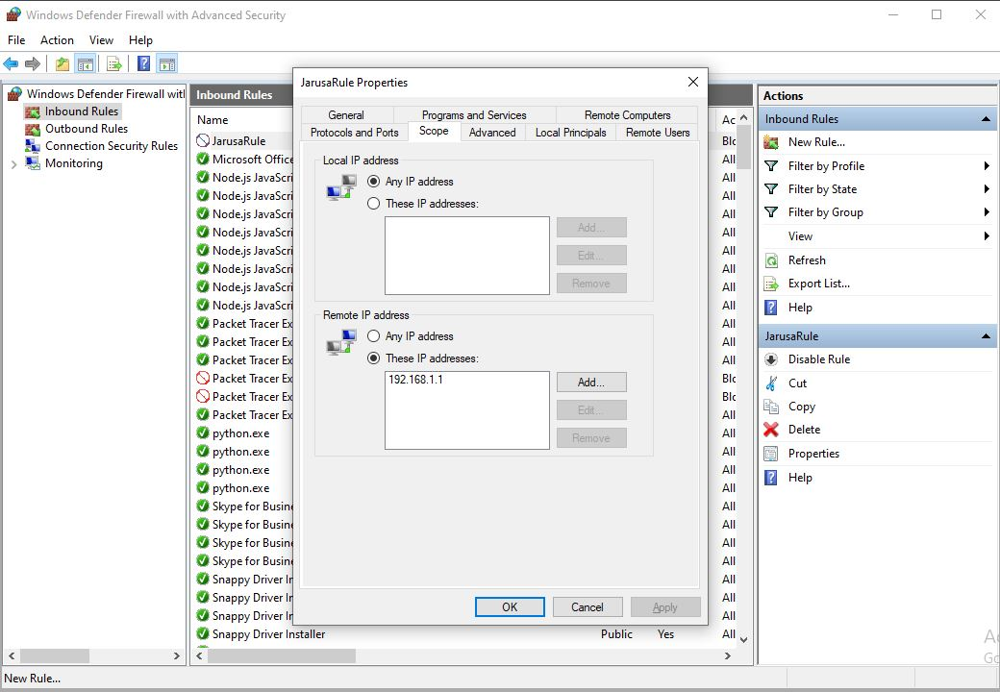 Windows Defender Firewall with Advanced Security
File Action View Help
Windows Defender Firewall witl
Inbound Rules
Outbound Rules
Connection Security Rules
Monitoring
Inbound Rules
Name
Ac
JarusaRule
Blo
Microsoft Office
All
Node.js JavaScri
All
Node.js JavaScri
All
Node.js JavaScri
All
Node.js JavaScri
All
Node.js JavaScri
All
Node.js JavaScri
All
Node.js JavaScri
All
Node.js JavaScri
All
Packet Tracer Ex
All
Packet Tracer Ex
All
Packet Tracer Ex
All
Packet Tracer Ex
Blo
Packet Tracer Ex
Blo
Packet Tracer Ex
All
python.exe
All
python.exe
All
python.exe
All
python.exe
All
Skype for Busine
All
Skype for Busine
All
Skype for Busine
All
Skype for Busine
All
Snappy Driver In
All
Snappy Driver In
All
Snappy Driver In
All
Snappy Driver Installer Public Yes All
JarusaRule Properties
General Programs and Services Remote Computers
Protocols and Ports Scope Advanced Local Principals Remote Users
Local IP address
Any IP address
These IP addresses:
Add...
Edit...
Remove
Remote IP address
Any IP address
These IP addresses:
192.168.1.1
Add...
Edit...
Remove
OK Cancel Apply
Actions
Inbound Rules
New Rule...
Filter by Profile
Filter by State
Filter by Group
View
Refresh
Export List...
Help
JarusaRule
Disable Rule
Cut
Copy
Delete
Properties
Help
New Rule...